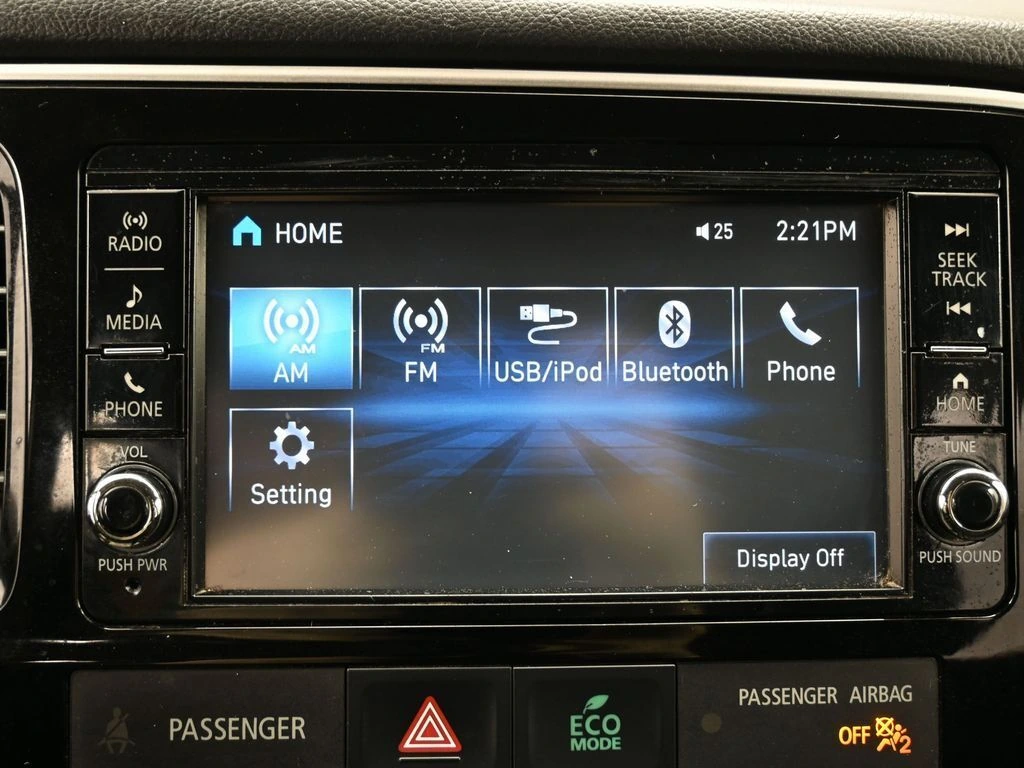 RADIO
MEDIA
PHONE
VOL
PUSH PWR
HOME
25
2:21PM
AM
AM
FM
FM
USB/iPod
Bluetooth
Phone
Setting
Display Off
SEEK
TRACK
HOME
TUNE
PUSH SOUND
PASSENGER
ECO
MODE
PASSENGER AIRBAG
OFF
2